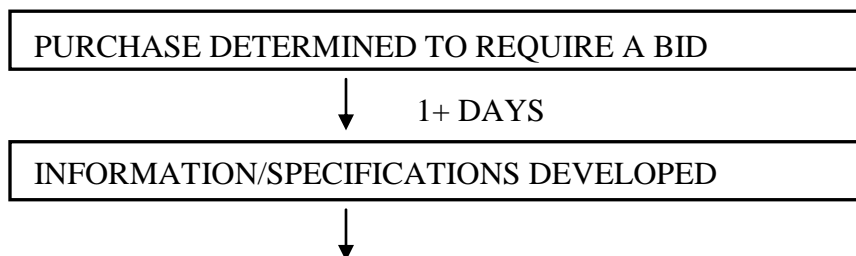 PURCHASE DETERMINED TO REQUIRE A BID
1+ DAYS
INFORMATION/SPECIFICATIONS DEVELOPED